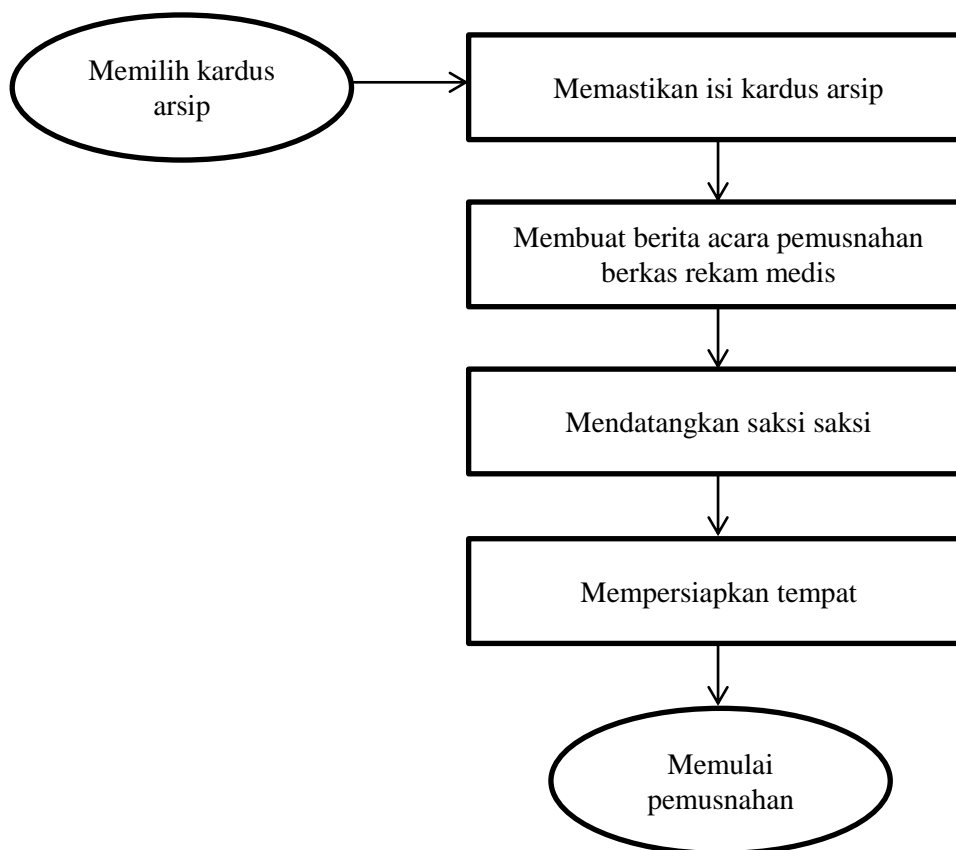 Memilih kardus
arsip
Memastikan isi kardus arsip
Membuat berita acara pemusnahan
berkas rekam medis
Mendatangkan saksi saksi
Mempersiapkan tempat
Memulai
pemusnahan